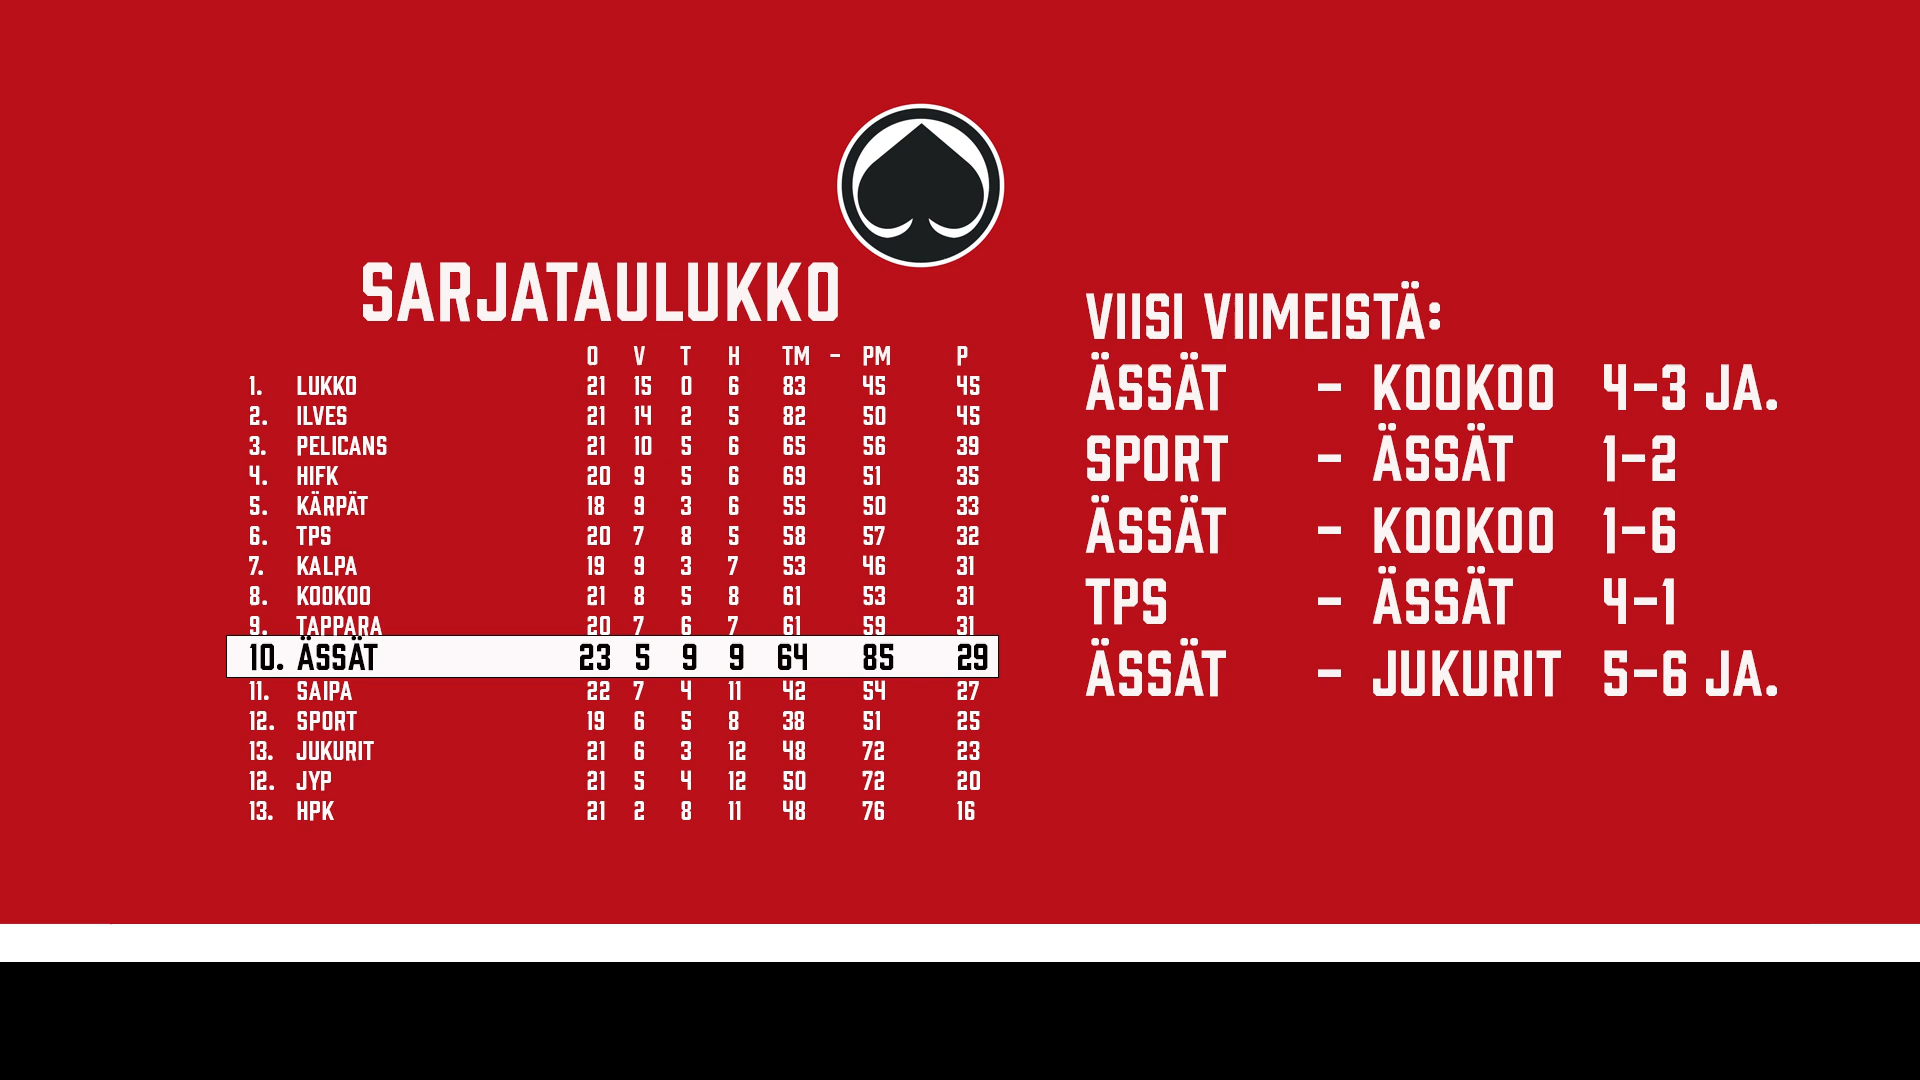 SARJATAULUKKO
O V T H TM - PM P
1. LUKKO 21 15 0 6 83 45 45
2. ILVES 21 14 2 5 82 50 45
3. PELICANS 21 10 5 6 65 56 39
4. HIFK 20 9 5 6 69 51 35
5. KÄRPÄT 18 9 3 6 55 50 33
6. TPS 20 7 8 5 58 57 32
7. KALPA 19 9 3 7 53 46 31
8. KOOKOO 21 8 5 8 61 53 31
9. TAPPARA 20 7 6 7 61 59 31
10. ÄSSÄT 23 5 9 9 64 85 29
11. SAIPA 22 7 4 11 42 54 27
12. SPORT 19 6 5 8 38 51 25
13. JUKURIT 21 6 3 12 48 72 23
12. JYP 21 5 4 12 50 72 20
13. HPK 21 2 8 11 48 76 16
VIISI VIIMEISTÄ:
ÄSSÄT - KOOKOO 4-3 JA.
SPORT - ÄSSÄT 1-2
ÄSSÄT - KOOKOO 1-6
TPS - ÄSSÄT 4-1
ÄSSÄT - JUKURIT 5-6 JA.